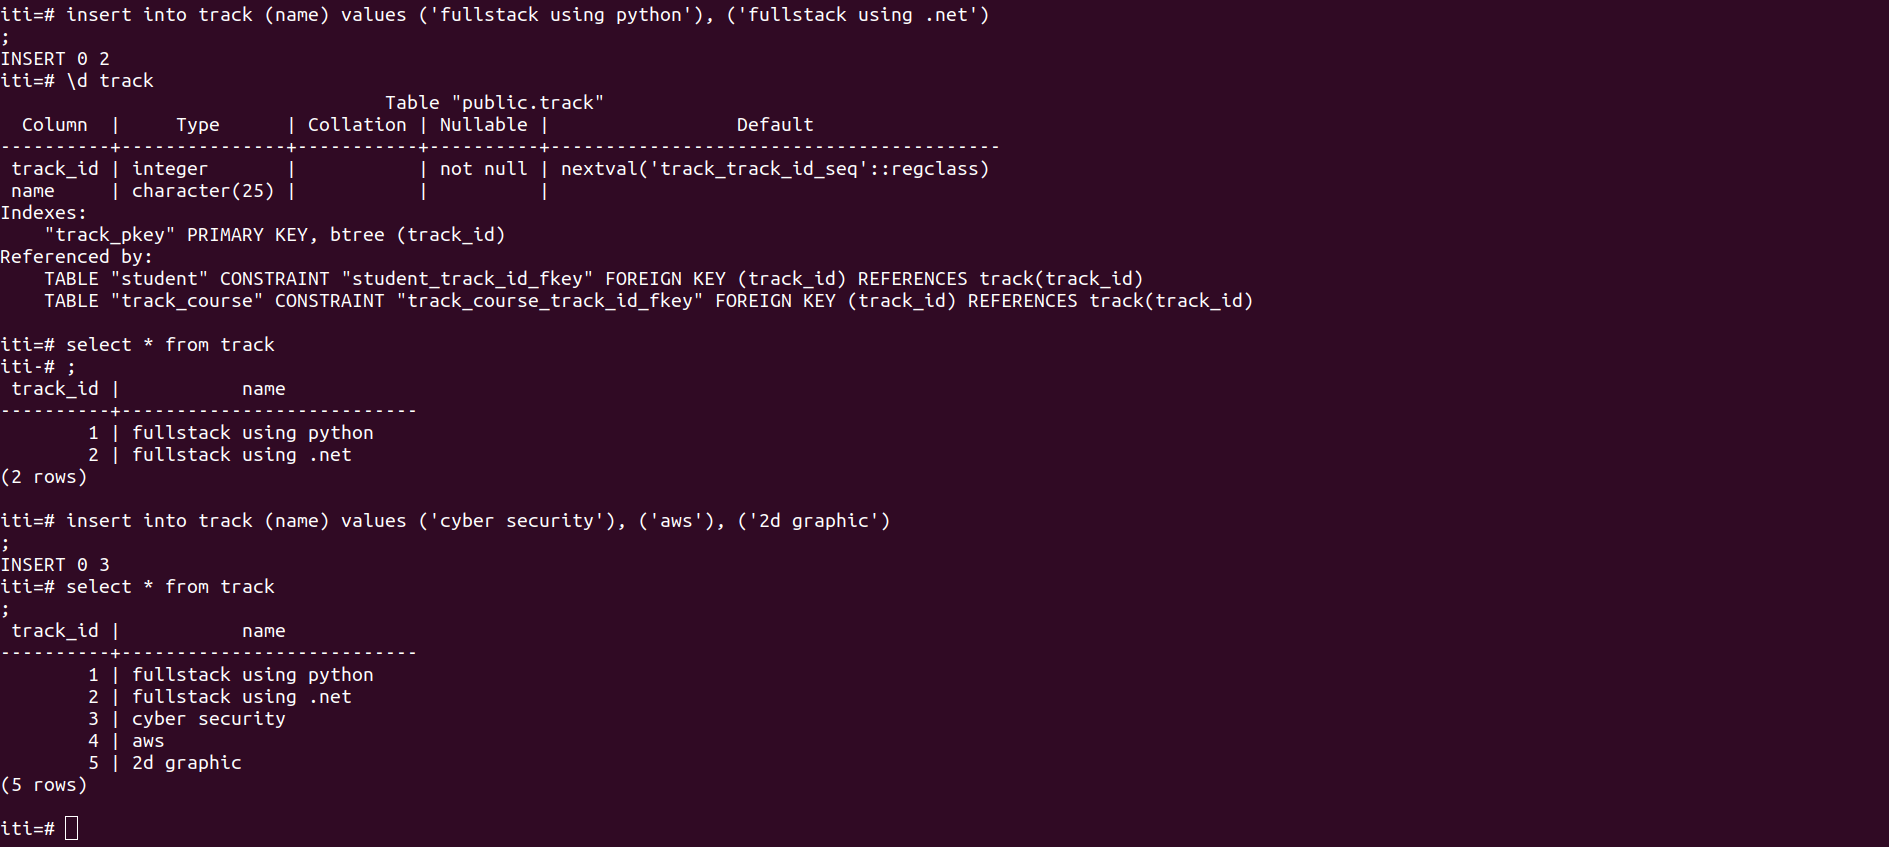 iti=# insert into track (name) values ('fullstack using python'), ('fullstack using .net')
;
INSERT 0 2
iti=# \d track
                                   Table "public.track"
  Column  |     Type      | Collation | Nullable |                 Default
----------+---------------+-----------+----------+-----------------------------------------
 track_id | integer       |           | not null | nextval('track_track_id_seq'::regclass)
 name     | character(25) |           |          |
Indexes:
    "track_pkey" PRIMARY KEY, btree (track_id)
Referenced by:
    TABLE "student" CONSTRAINT "student_track_id_fkey" FOREIGN KEY (track_id) REFERENCES track(track_id)
    TABLE "track_course" CONSTRAINT "track_course_track_id_fkey" FOREIGN KEY (track_id) REFERENCES track(track_id)

iti=# select * from track
iti-# ;
 track_id |           name
----------+---------------------------
        1 | fullstack using python
        2 | fullstack using .net
(2 rows)

iti=# insert into track (name) values ('cyber security'), ('aws'), ('2d graphic')
;
INSERT 0 3
iti=# select * from track
;
 track_id |           name
----------+---------------------------
        1 | fullstack using python
        2 | fullstack using .net
        3 | cyber security
        4 | aws
        5 | 2d graphic
(5 rows)

iti=#